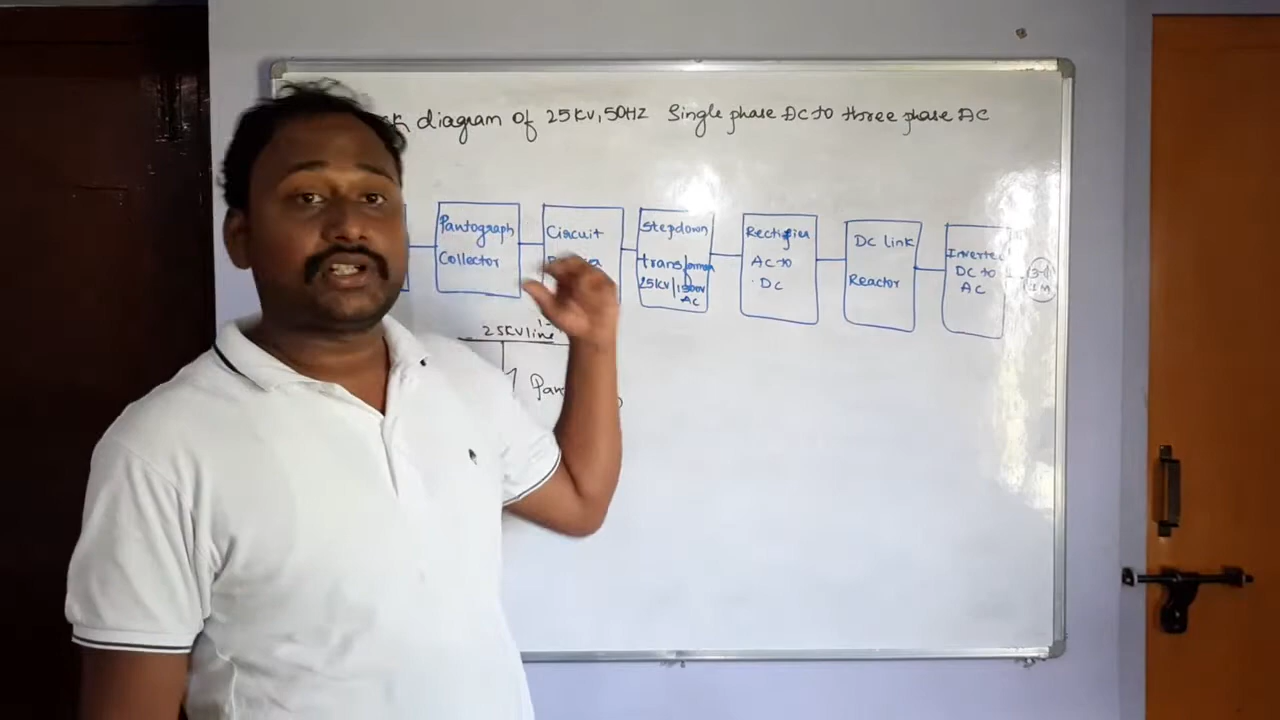 diagram of 25KV, 50HZ Single phase AC to three phase AC
Pantograph
Collector
Circuit
Stepdown
transformer
25KV/1500V
AC
Rectifier
AC to
DC
DC link
Reactor
Inverter
DC to
AC
3-ϕ
IM
25KV line